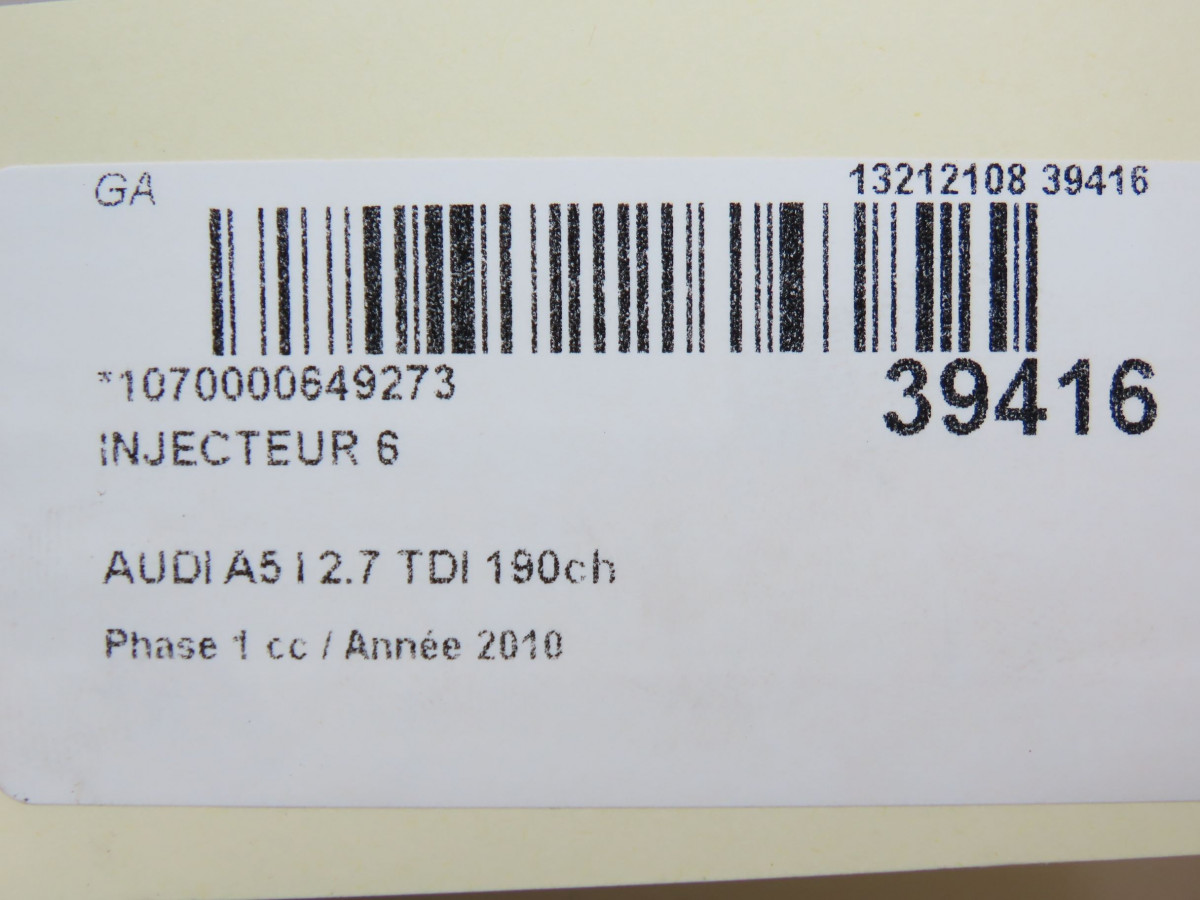 GA
13212108 39416
*1070000649273
39416
INJECTEUR 6
AUDI A5 I 2.7 TDI 190ch
Phase 1 cc / Année 2010